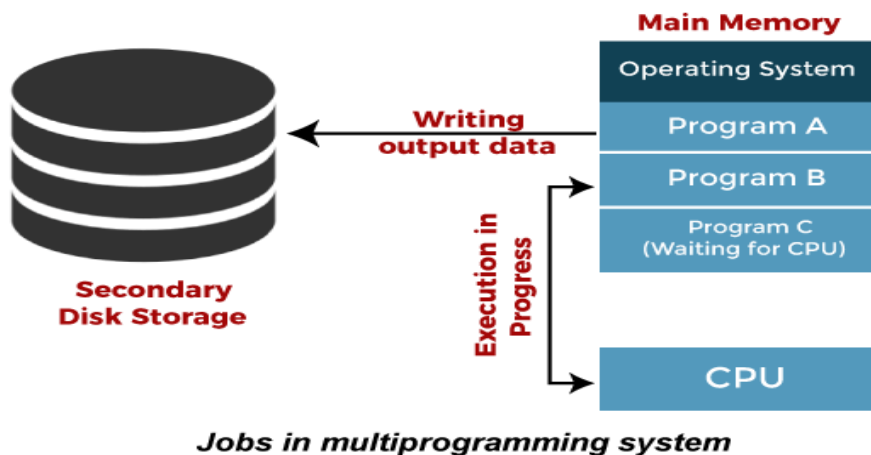 Main Memory
Operating System
Writing
output data
Program A
Program B
Program C
(Waiting for CPU)
Execution in
Progress
Secondary
Disk Storage
CPU
Jobs in multiprogramming system